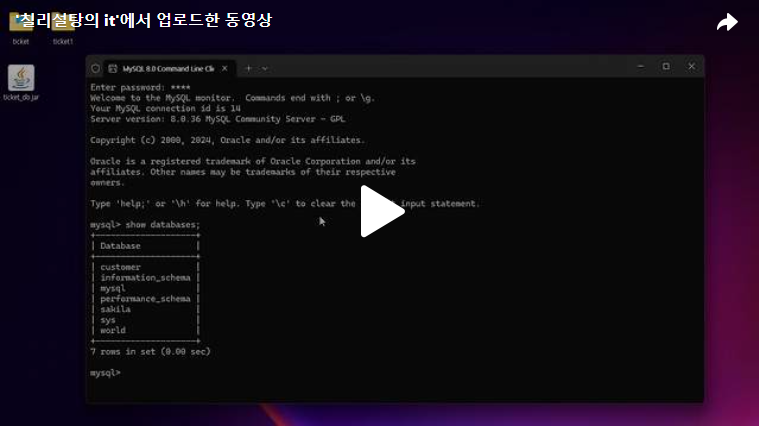 '칠리설탕의 it'에서 업로드한 동영상
ticket
ticket1
ticket_db.jar
MySQL 8.0 Command Line Cli
Enter password: ****
Welcome to the MySQL monitor.  Commands end with ; or \g.
Your MySQL connection id is 14
Server version: 8.0.36 MySQL Community Server - GPL
Copyright (c) 2000, 2024, Oracle and/or its affiliates.
Oracle is a registered trademark of Oracle Corporation and/or its
affiliates. Other names may be trademarks of their respective
owners.
Type 'help;' or '\h' for help. Type '\c' to clear the input statement.
mysql> show databases;
+--------------------+
| Database           |
+--------------------+
| customer           |
| information_schema |
| mysql              |
| performance_schema |
| sakila             |
| sys                |
| world              |
+--------------------+
7 rows in set (0.00 sec)
mysql>